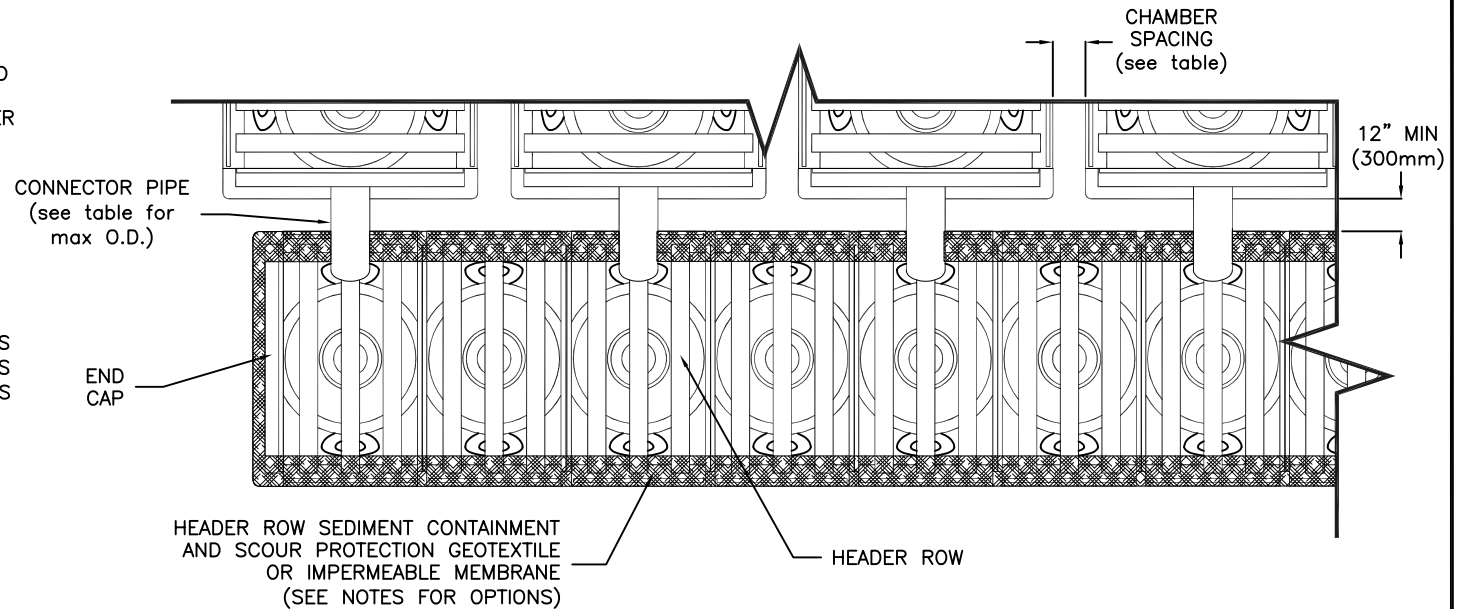 CHAMBER
SPACING
(see table)
12” MIN
(300mm)
CONNECTOR PIPE
(see table for
max O.D.)
END
CAP
HEADER ROW SEDIMENT CONTAINMENT
AND SCOUR PROTECTION GEOTEXTILE
OR IMPERMEABLE MEMBRANE
(SEE NOTES FOR OPTIONS)
HEADER ROW